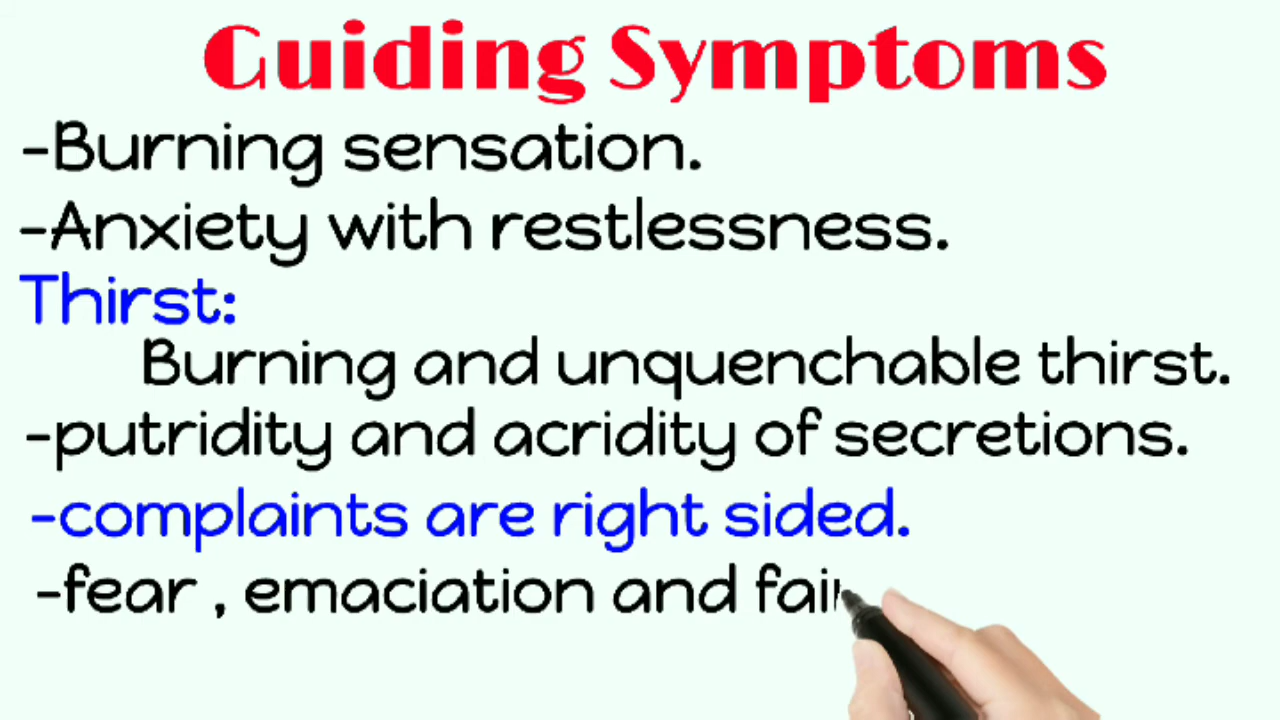 Guiding Symptoms
-Burning sensation.
-Anxiety with restlessness.
Thirst:
Burning and unquenchable thirst.
-putridity and acridity of secretions.
-complaints are right sided.
-fear , emaciation and